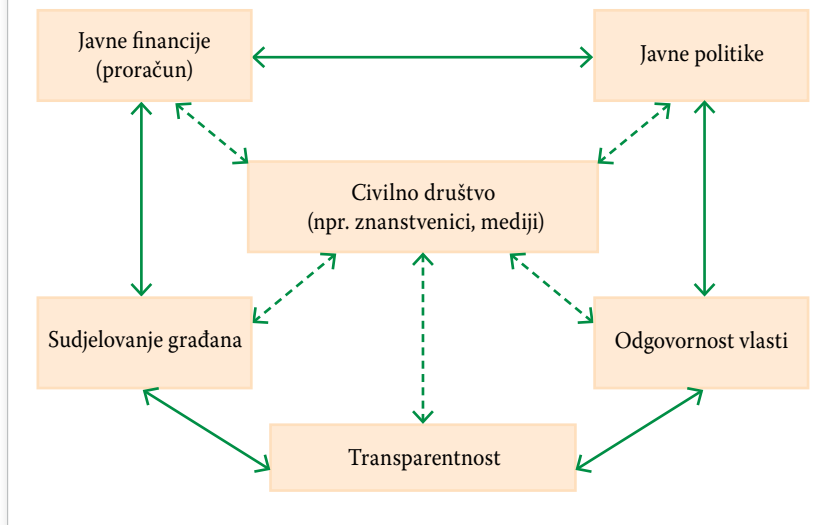 Javne financije
(proračun)
Javne politike
Civilno društvo
(npr. znanstvenici, mediji)
Sudjelovanje građana
Odgovornost vlasti
Transparentnost